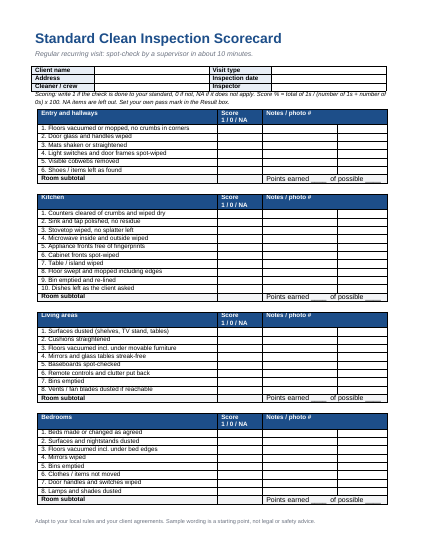 Standard Clean Inspection Scorecard
Regular recurring visit: spot-check by a supervisor in about 10 minutes.
Client name Visit type
Address Inspection date
Cleaner / crew Inspector
Scoring: write 1 if the check is done to your standard, 0 if not, NA if it does not apply. Score % = total of 1s / (number of 1s + number of
0s) x 100. NA items are left out. Set your own pass mark in the Result box.
Entry and hallways Score Notes / photo #
1 / 0 / NA
1. Floors vacuumed or mopped, no crumbs in corners
2. Door glass and handles wiped
3. Mats shaken or straightened
4. Light switches and door frames spot-wiped
5. Visible cobwebs removed
6. Shoes / items left as found
Room subtotal Points earned ____ of possible ____
Kitchen Score Notes / photo #
1 / 0 / NA
1. Counters cleared of crumbs and wiped dry
2. Sink and tap polished, no residue
3. Stovetop wiped, no splatter left
4. Microwave inside and outside wiped
5. Appliance fronts free of fingerprints
6. Cabinet fronts spot-wiped
7. Table / island wiped
8. Floor swept and mopped including edges
9. Bin emptied and re-lined
10. Dishes left as the client asked
Room subtotal Points earned ____ of possible ____
Living areas Score Notes / photo #
1 / 0 / NA
1. Surfaces dusted (shelves, TV stand, tables)
2. Cushions straightened
3. Floors vacuumed incl. under movable furniture
4. Mirrors and glass tables streak-free
5. Baseboards spot-checked
6. Remote controls and clutter put back
7. Bins emptied
8. Vents / fan blades dusted if reachable
Room subtotal Points earned ____ of possible ____
Bedrooms Score Notes / photo #
1 / 0 / NA
1. Beds made or changed as agreed
2. Surfaces and nightstands dusted
3. Floors vacuumed incl. under bed edges
4. Mirrors wiped
5. Bins emptied
6. Clothes / items not moved
7. Door handles and switches wiped
8. Lamps and shades dusted
Room subtotal Points earned ____ of possible ____
Adapt to your local rules and your client agreements. Sample wording is a starting point, not legal or safety advice.